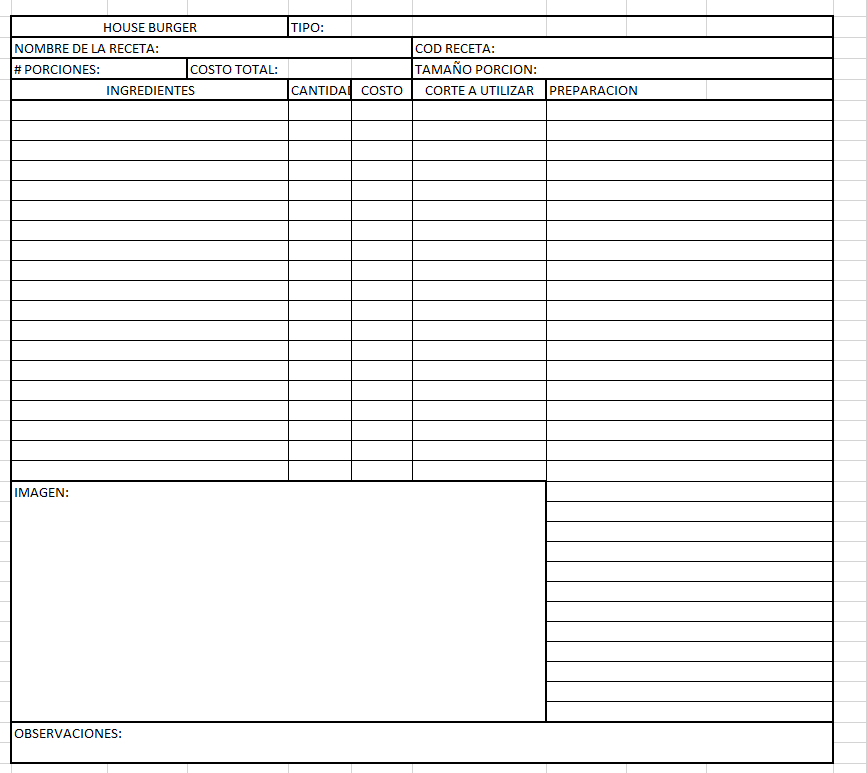 HOUSE BURGER TIPO:
NOMBRE DE LA RECETA: COD RECETA:
# PORCIONES: COSTO TOTAL: TAMAÑO PORCION:
INGREDIENTES CANTIDA COSTO CORTE A UTILIZAR PREPARACION
IMAGEN:
OBSERVACIONES: